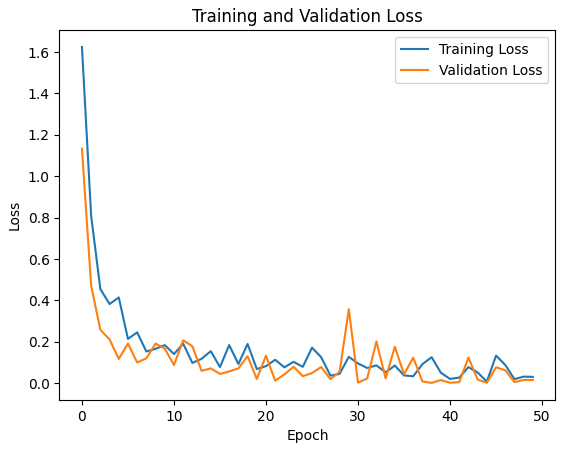 Training and Validation Loss
Training Loss
Validation Loss
1.6
1.4
1.2
1.0
0.8
0.6
0.4
0.2
0.0
Loss
0 10 20 30 40 50
Epoch